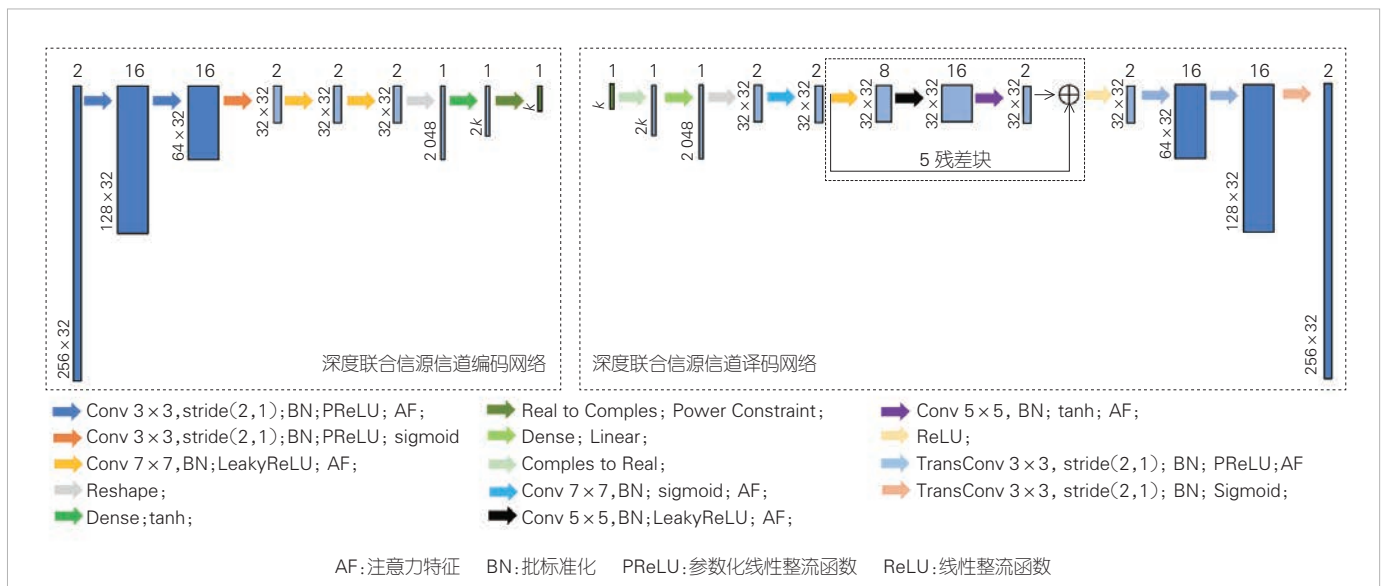 2 16 16 2 2 2 1 1 1
256×32 128×32 64×32 32×32 32×32 32×32 2 048 2k k
深度联合信源信道编码网络
1 1 1 2 2 8 16 2 2 16 16 2
k 2k 2 048 32×32 32×32 32×32 32×32 32×32 32×32 64×32 128×32 256×32
5 残差块
深度联合信源信道译码网络
Conv 3×3,stride(2,1);BN;PReLU; AF;
Conv 3×3,stride(2,1);BN;PReLU; sigmoid
Conv 7×7,BN;LeakyReLU; AF;
Reshape;
Dense;tanh;
Real to Comples; Power Constraint;
Dense; Linear;
Comples to Real;
Conv 7×7,BN; sigmoid; AF;
Conv 5×5,BN;LeakyReLU; AF;
Conv 5×5, BN; tanh; AF;
ReLU;
TransConv 3×3, stride(2,1); BN; PReLU;AF
TransConv 3×3, stride(2,1); BN; Sigmoid;
AF:注意力特征 BN:批标准化 PReLU:参数化线性整流函数 ReLU:线性整流函数